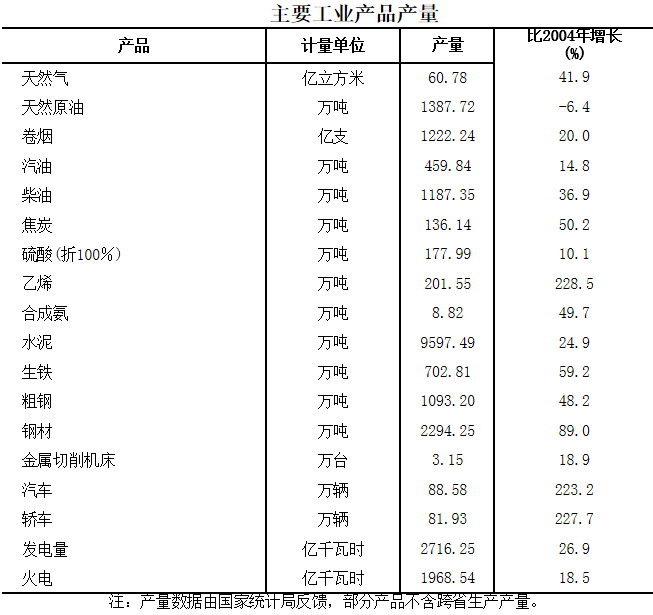 主要工业产品产量
产品 计量单位 产量 比2004年增长(%)
天然气 亿立方米 60.78 41.9
天然原油 万吨 1387.72 -6.4
卷烟 亿支 1222.24 20.0
汽油 万吨 459.84 14.8
柴油 万吨 1187.35 36.9
焦炭 万吨 136.14 50.2
硫酸(折100％) 万吨 177.99 10.1
乙烯 万吨 201.55 228.5
合成氨 万吨 8.82 49.7
水泥 万吨 9597.49 24.9
生铁 万吨 702.81 59.2
粗钢 万吨 1093.20 48.2
钢材 万吨 2294.25 89.0
金属切削机床 万台 3.15 18.9
汽车 万辆 88.58 223.2
轿车 万辆 81.93 227.7
发电量 亿千瓦时 2716.25 26.9
火电 亿千瓦时 1968.54 18.5
注：产量数据由国家统计局反馈，部分产品不含跨省生产产量。